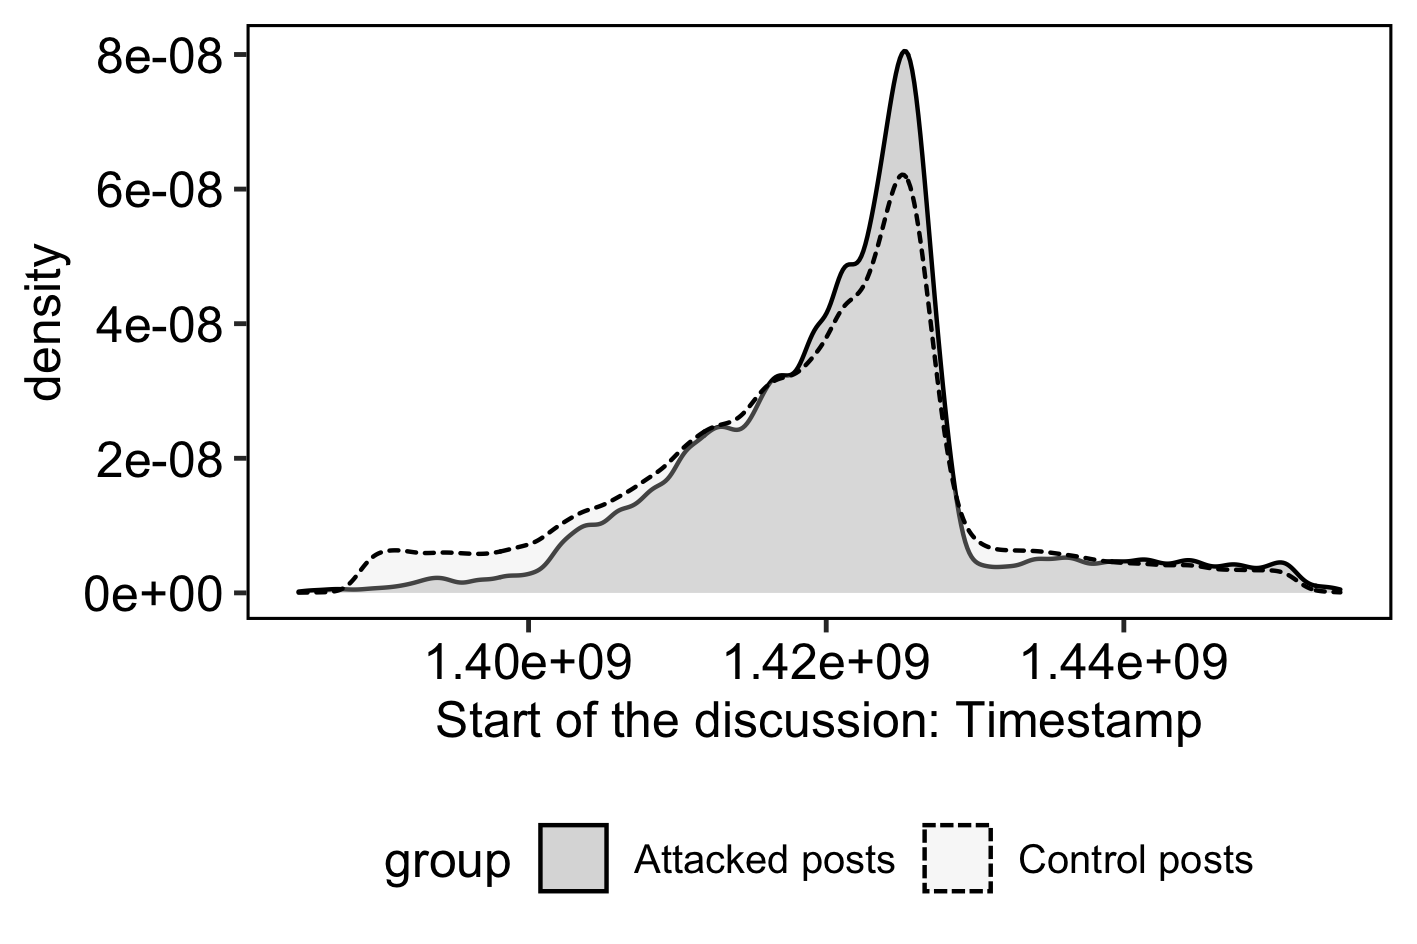 8e-08
6e-08
4e-08
2e-08
0e+00
density
1.40e+09 1.42e+09 1.44e+09
Start of the discussion: Timestamp
group Attacked posts Control posts